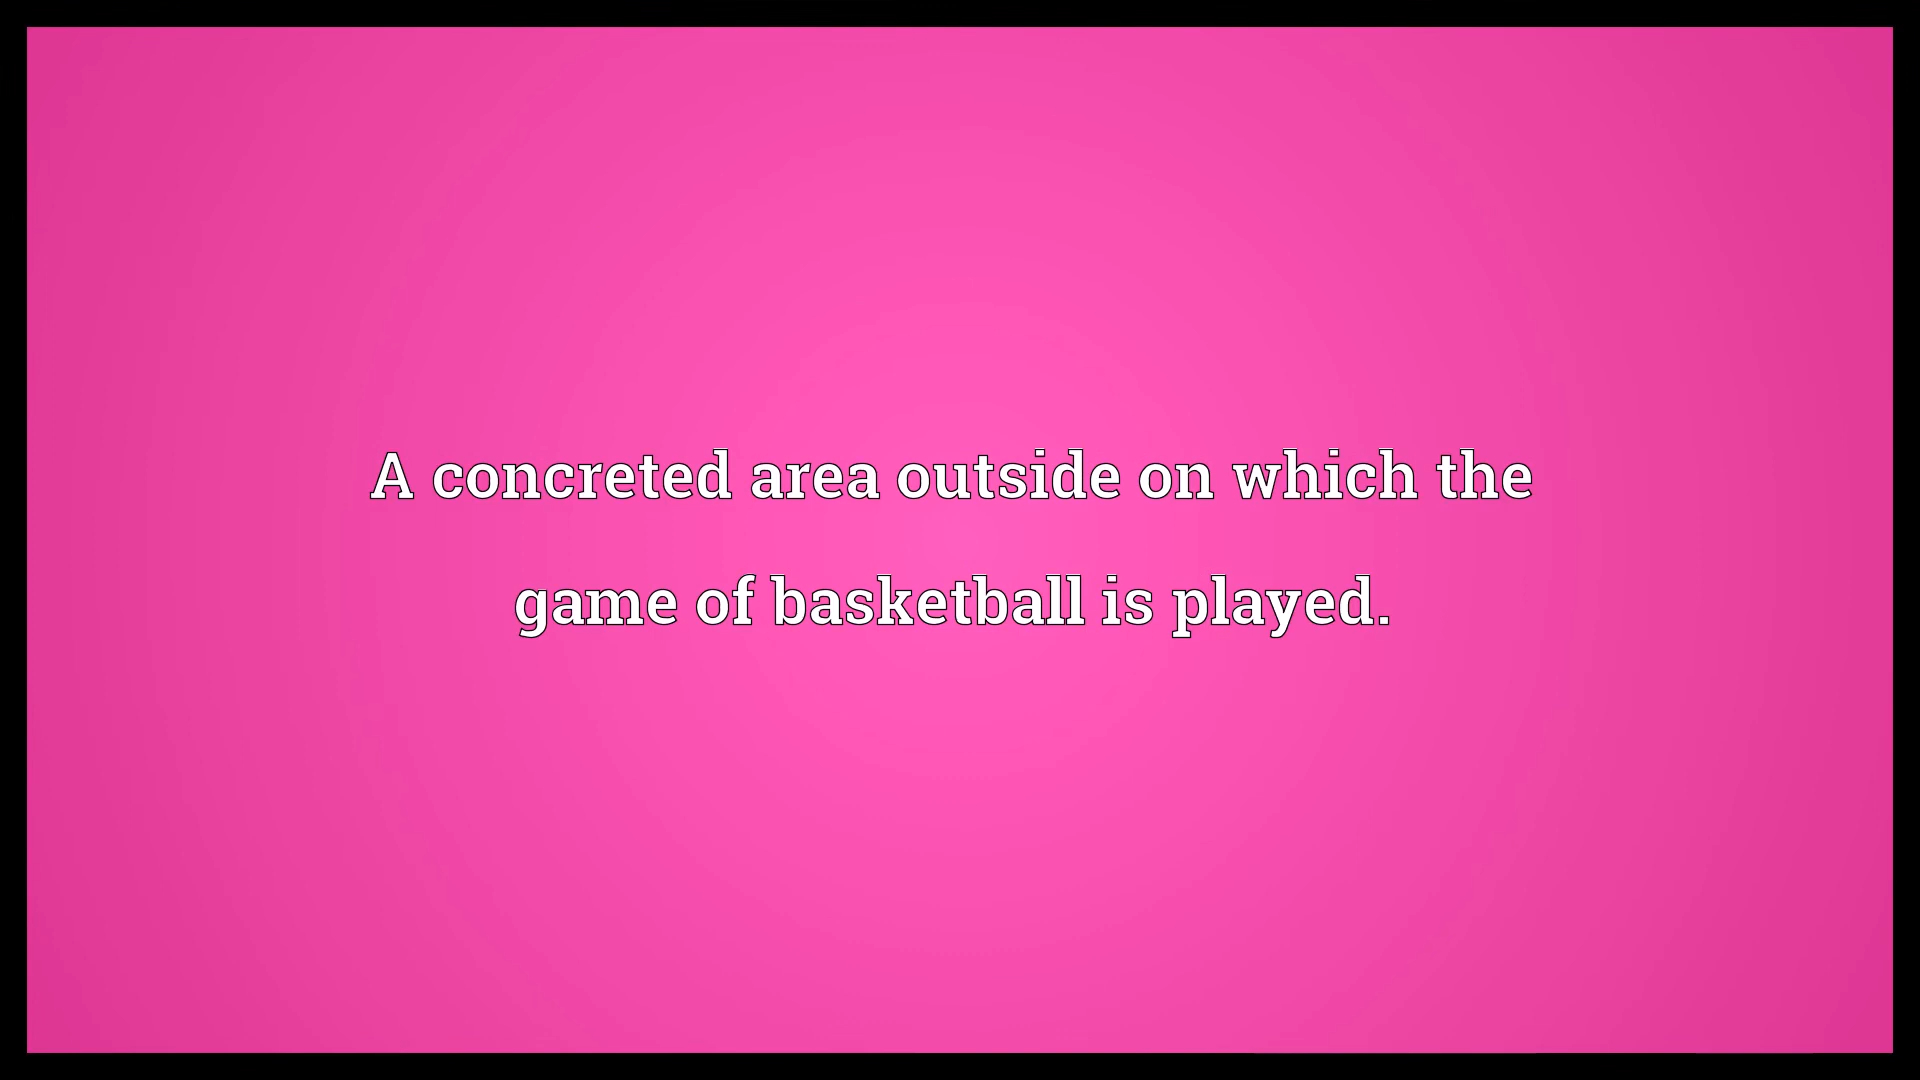 A concreted area outside on which the
game of basketball is played.